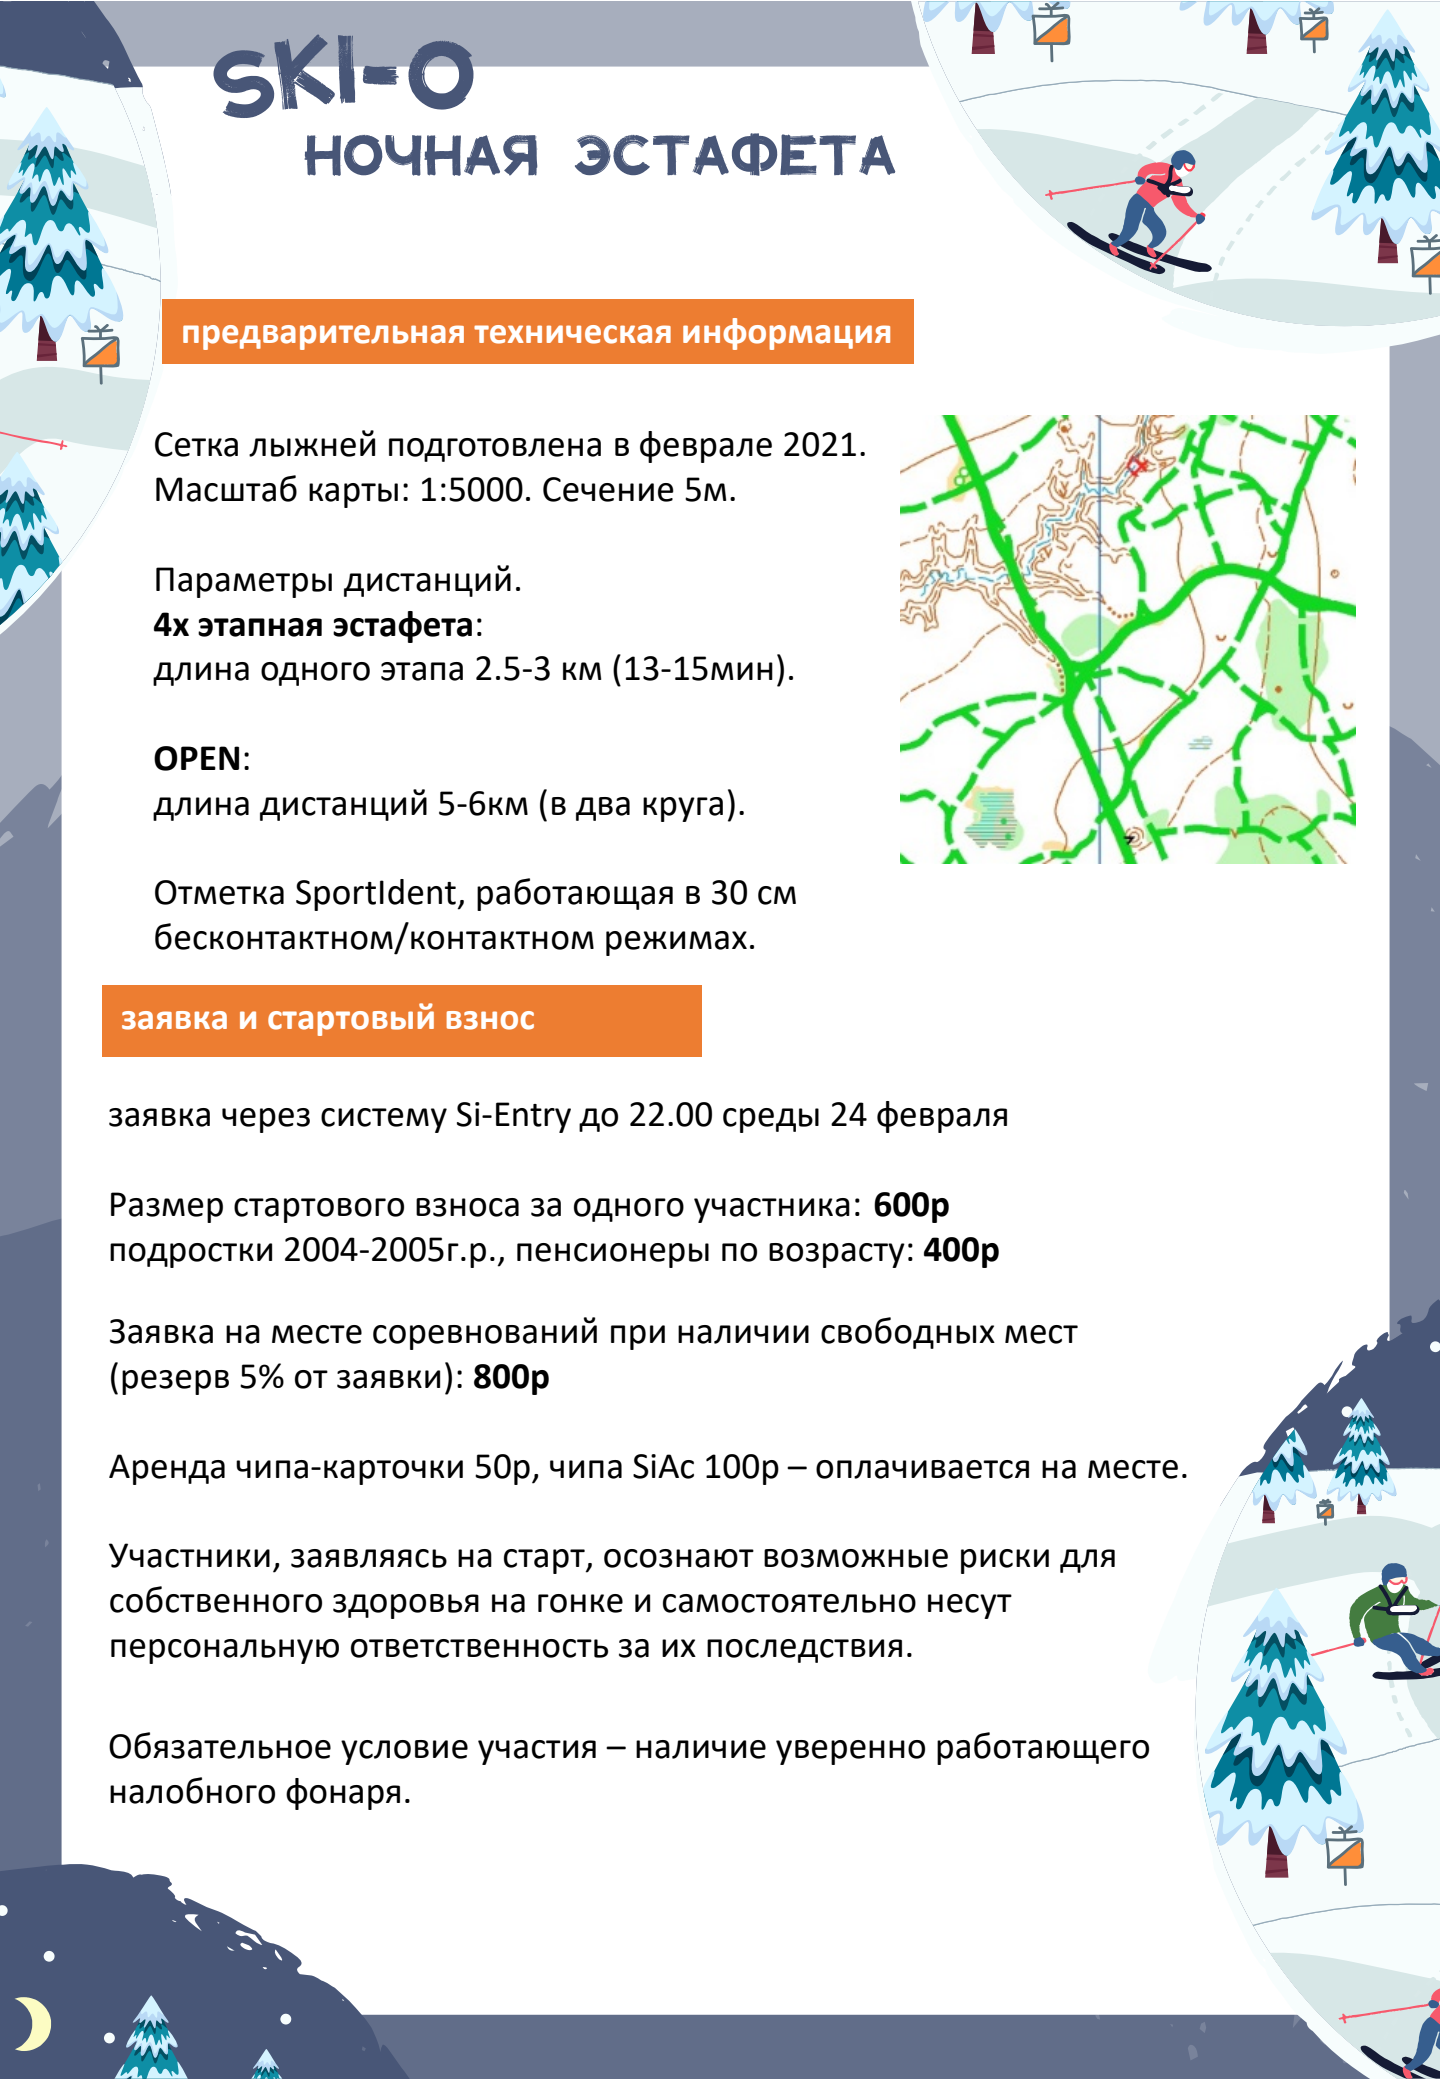 SKI-O
НОЧНАЯ ЭСТАФЕТА
предварительная техническая информация
Сетка лыжней подготовлена в феврале 2021.
Масштаб карты: 1:5000. Сечение 5м.
Параметры дистанций.
4х этапная эстафета:
длина одного этапа 2.5-3 км (13-15мин).
OPEN:
длина дистанций 5-6км (в два круга).
Отметка SportIdent, работающая в 30 см
бесконтактном/контактном режимах.
заявка и стартовый взнос
заявка через систему Si-Entry до 22.00 среды 24 февраля
Размер стартового взноса за одного участника: 600р
подростки 2004-2005г.р., пенсионеры по возрасту: 400р
Заявка на месте соревнований при наличии свободных мест
(резерв 5% от заявки): 800р
Аренда чипа-карточки 50р, чипа SiAc 100р – оплачивается на месте.
Участники, заявляясь на старт, осознают возможные риски для
собственного здоровья на гонке и самостоятельно несут
персональную ответственность за их последствия.
Обязательное условие участия – наличие уверенно работающего
налобного фонаря.